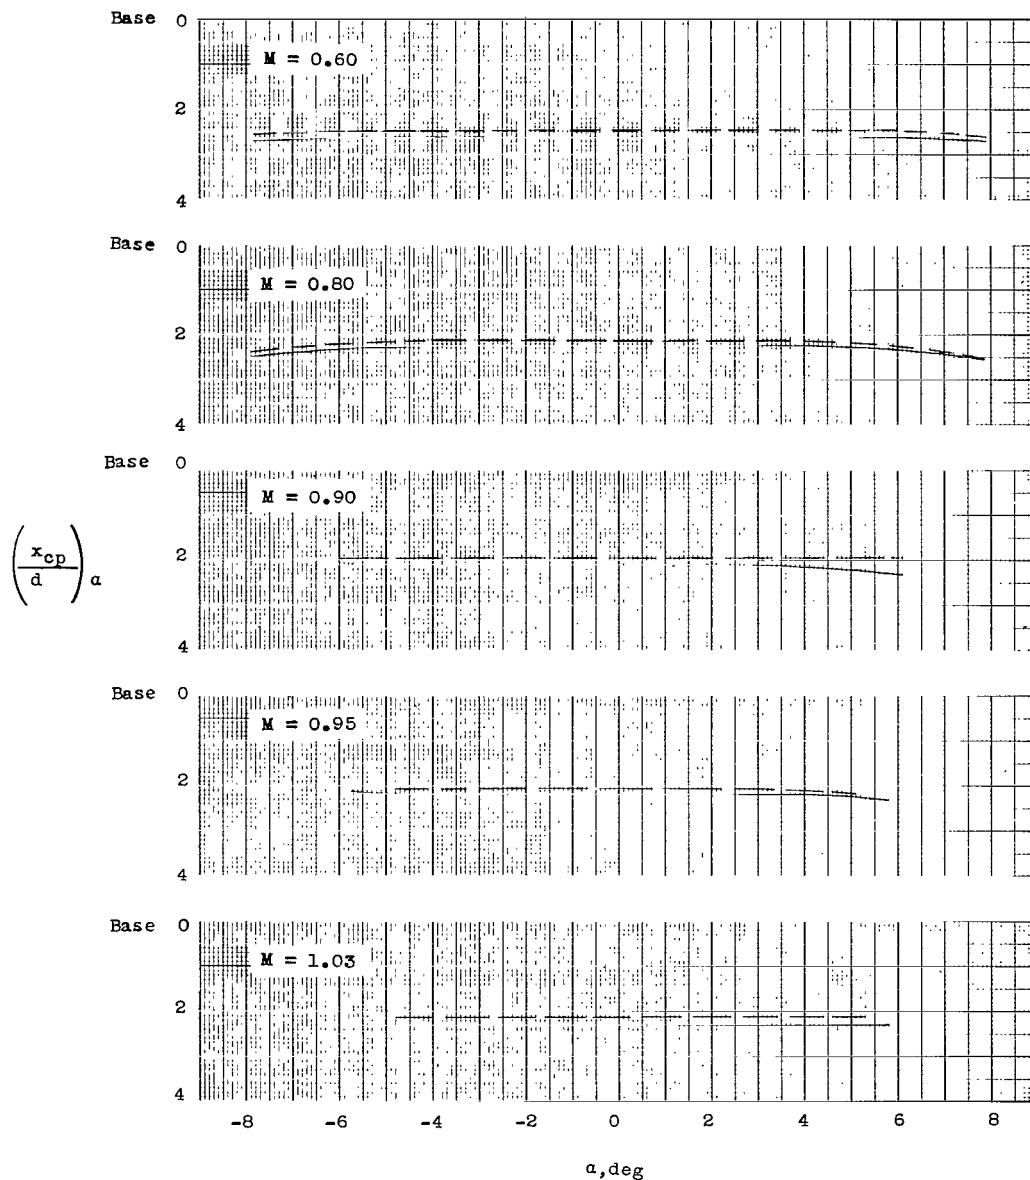 Base 0
M = 0.60
2
4
Base 0
M = 0.80
2
4
Base 0
M = 0.90
2
4
(x_cp / d) α
Base 0
M = 0.95
2
4
Base 0
M = 1.03
2
4
-8 -6 -4 -2 0 2 4 6 8
α, deg